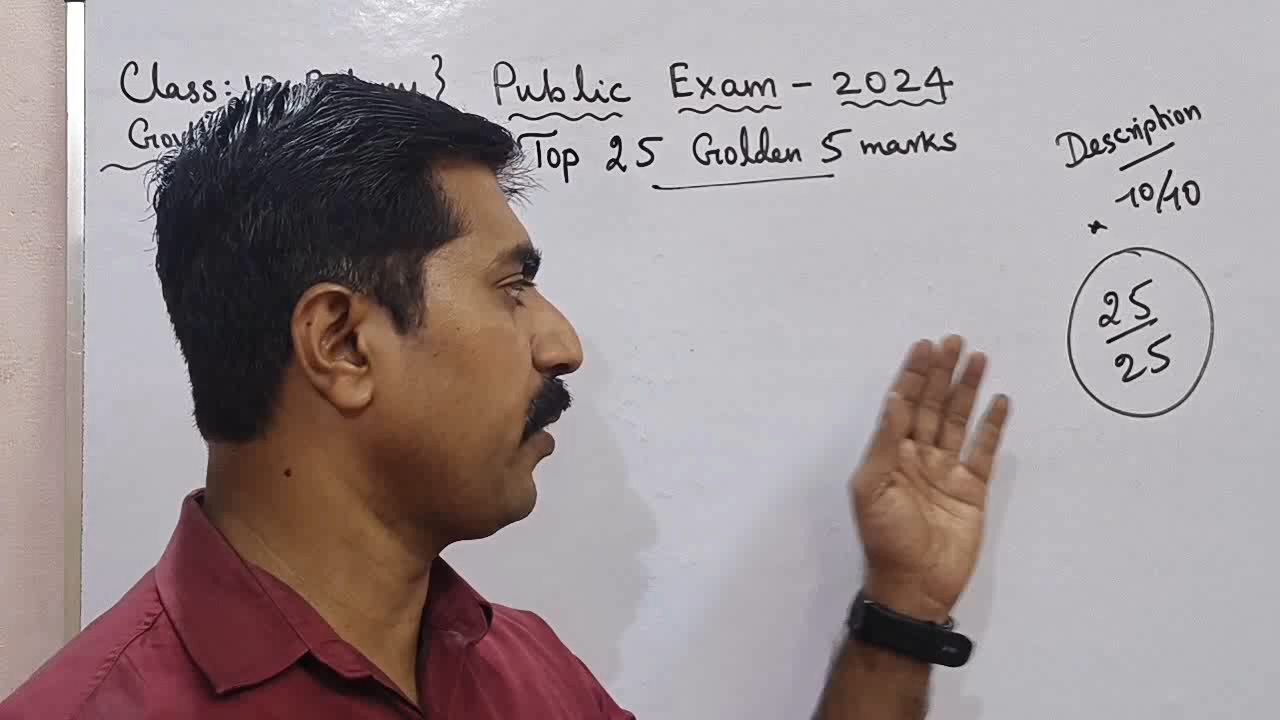 Class:
Public Exam - 2024
Top 25 Golden 5 marks
Description
10/10
*
25
25